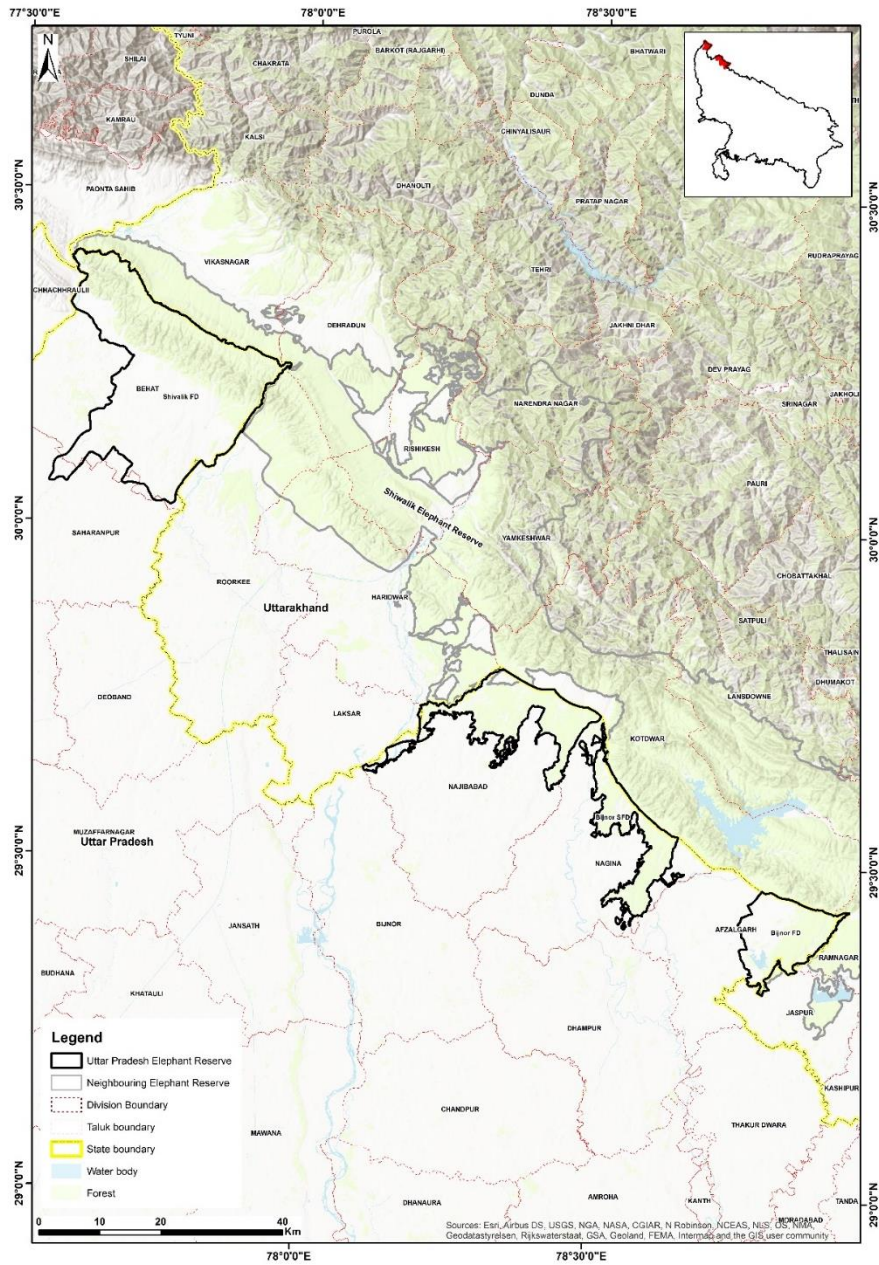 77°30'0"E
78°0'0"E
78°30'0"E
N
TYUNI
PUROLA
SHILAI
CHAKRATA
BARKOT (RAJGARHI)
BHATWARI
DUNDA
KAMRAU
KALSI
CHINYALISAUR
DHANOLTI
PAONTA SAHIB
PRATAP NAGAR
30°30'0"N
30°30'0"N
VIKASNAGAR
RUDRAPRAYAG
TEHRI
CHHACHHRAULI
DEHRADUN
JAKHNI DHAR
DEV PRAYAG
BEHAT
Shivalik FD
JAKHOLI
NARENDRA NAGAR
SRINAGAR
RISHIKESH
PAURI
Shiwalik Elephant Reserve
30°0'0"N
30°0'0"N
SAHARANPUR
YAMKESHWAR
CHOBATTAKHAL
ROORKEE
HARIDWAR
Uttarakhand
SATPULI
THALISAIN
DHUMAKOT
DEOBAND
LANSDOWNE
LAKSAR
KOTDWAR
NAJIBABAD
MUZAFFARNAGAR
Uttar Pradesh
Bijnor SFD
29°30'0"N
29°30'0"N
NAGINA
JANSATH
BIJNOR
AFZALGARH
Bijnor FD
RAMNAGAR
BUDHANA
KHATAULI
JASPUR
DHAMPUR
KASHIPUR
CHANDPUR
THAKUR DWARA
MAWANA
DHANAURA
AMROHA
KANTH
TANDA
MORADABAD
29°0'0"N
29°0'0"N
Legend
Uttar Pradesh Elephant Reserve
Neighbouring Elephant Reserve
Division Boundary
Taluk boundary
State boundary
Water body
Forest
0 10 20 40
Km
Sources: Esri, Airbus DS, USGS, NGA, NASA, CGIAR, N Robinson, NCEAS, NLS, OS, NMA,
Geodatastyrelsen, Rijkswaterstaat, GSA, Geoland, FEMA, Intermap and the GIS user community
78°0'0"E
78°30'0"E